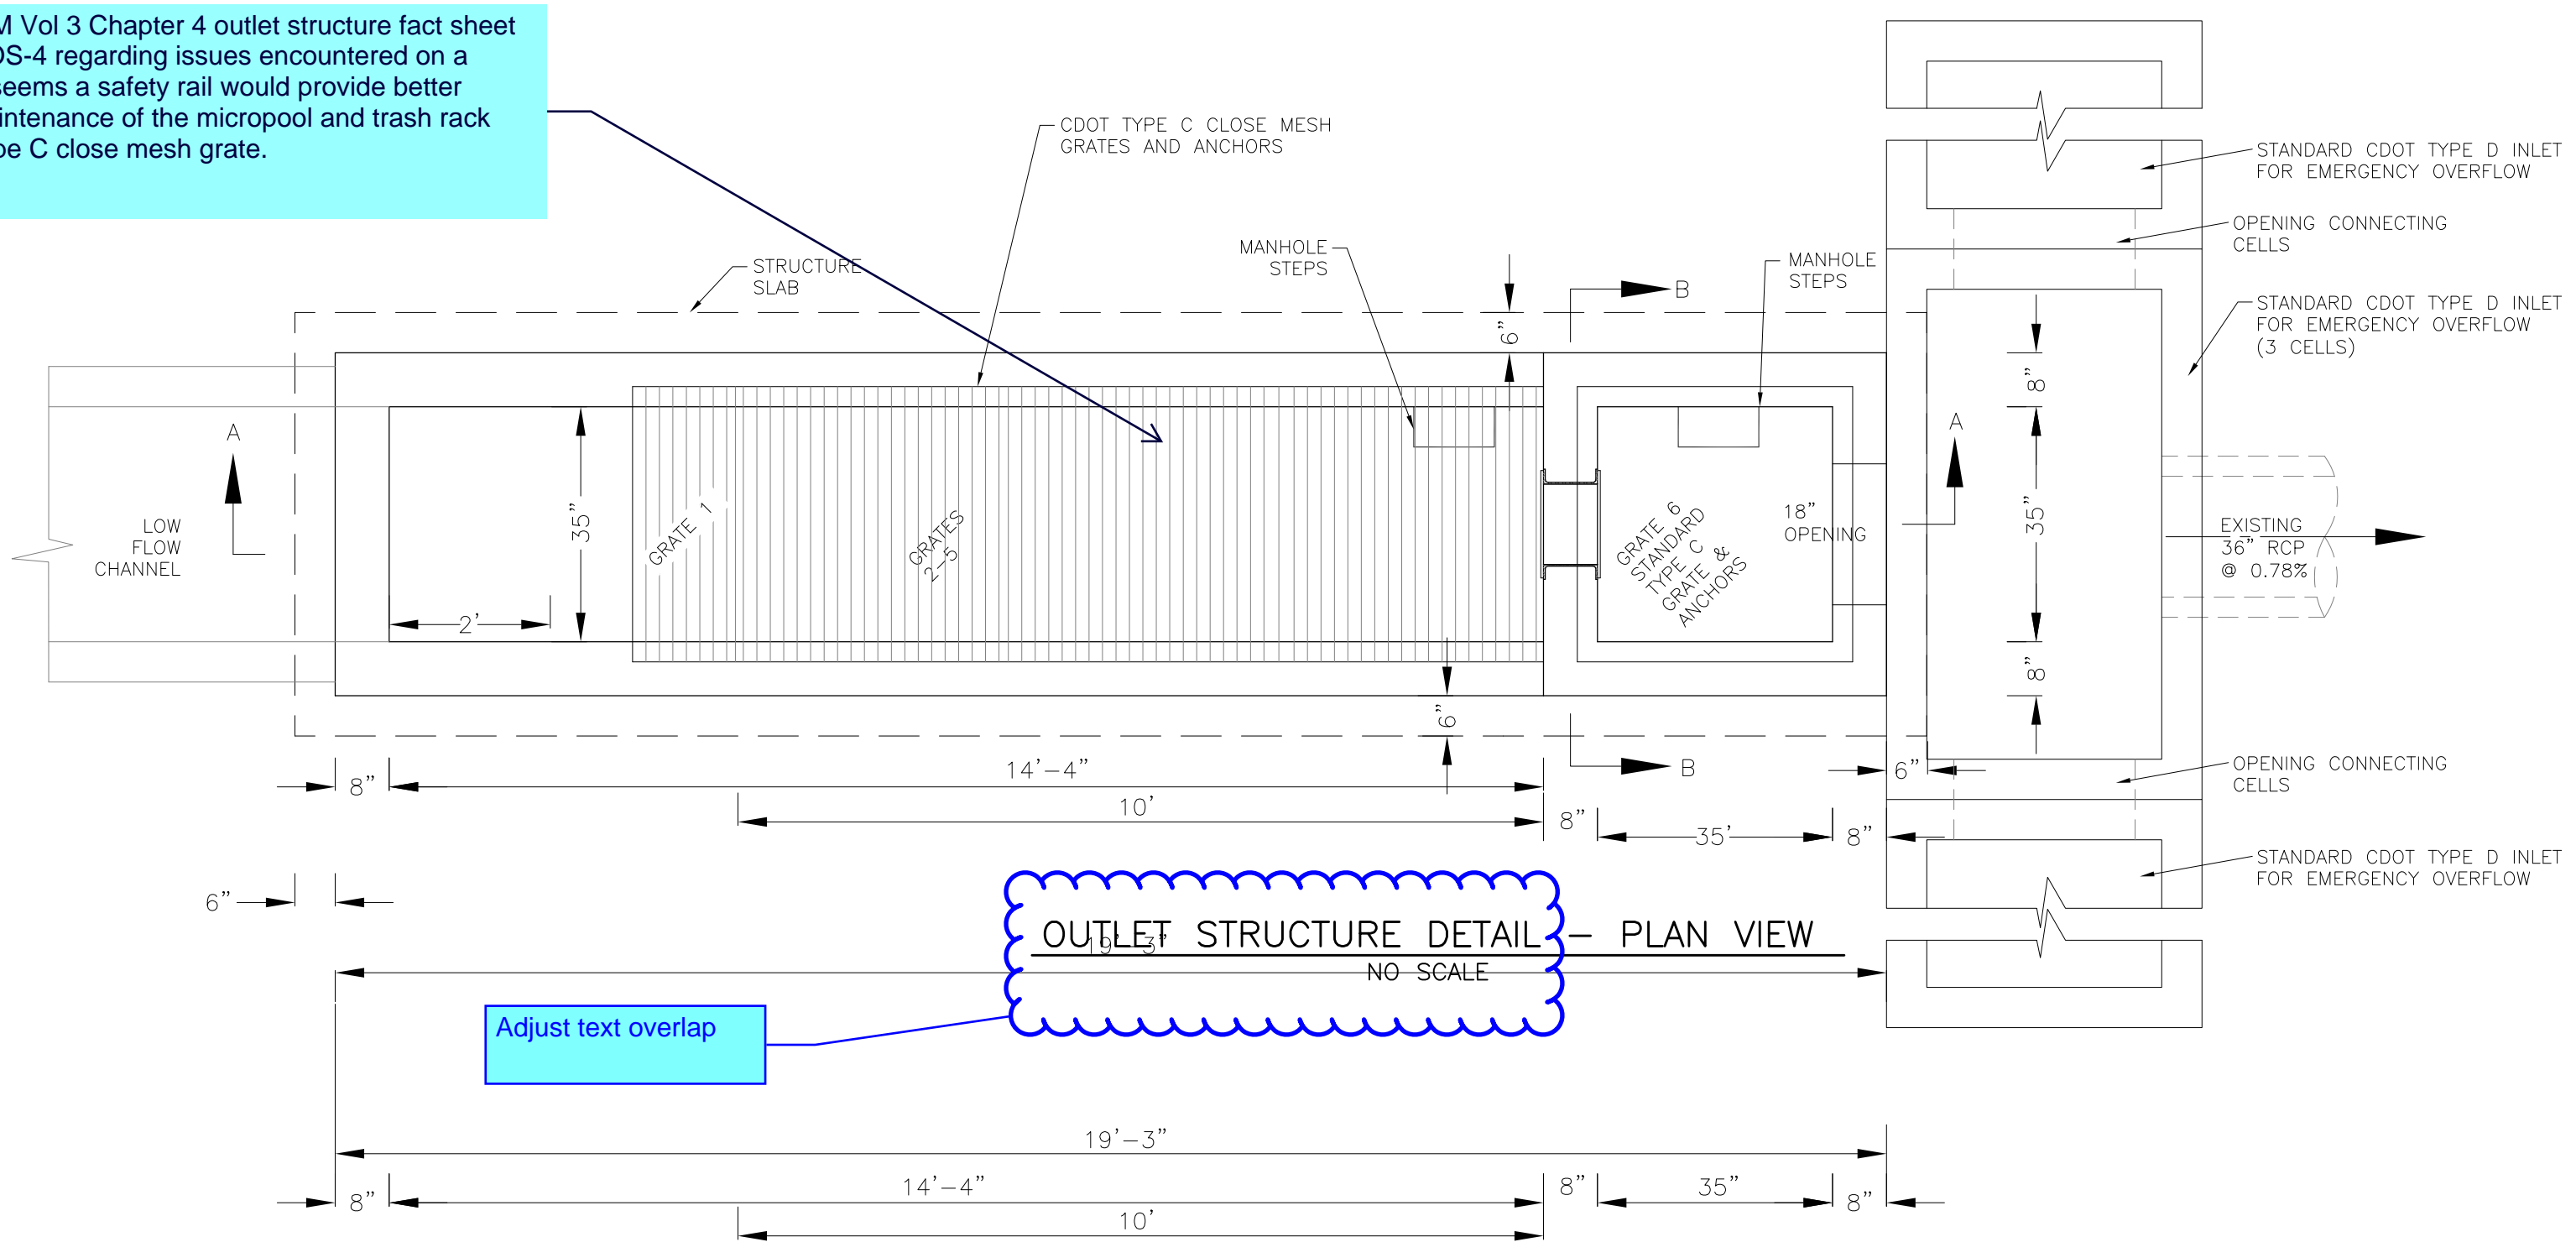 M Vol 3 Chapter 4 outlet structure fact sheet
OS-4 regarding issues encountered on a
seems a safety rail would provide better
intenance of the micropool and trash rack
pe C close mesh grate.
CDOT TYPE C CLOSE MESH
GRATES AND ANCHORS
STRUCTURE
SLAB
MANHOLE
STEPS
B
MANHOLE
STEPS
STANDARD CDOT TYPE D INLET
FOR EMERGENCY OVERFLOW
OPENING CONNECTING
CELLS
STANDARD CDOT TYPE D INLET
FOR EMERGENCY OVERFLOW
(3 CELLS)
6"
8"
A
A
LOW
FLOW
CHANNEL
35"
GRATE 1
GRATES
2-5
GRATE 6
STANDARD
TYPE C
GRATE &
ANCHORS
18"
OPENING
35"
EXISTING
36" RCP
@ 0.78%
2'
8"
6"
B
8"
14'-4"
10'
8"
35'
8"
6"
OPENING CONNECTING
CELLS
6"
STANDARD CDOT TYPE D INLET
FOR EMERGENCY OVERFLOW
OUTLET STRUCTURE DETAIL - PLAN VIEW
19'-3"
NO SCALE
Adjust text overlap
19'-3"
8"
14'-4"
8"
35"
8"
10'